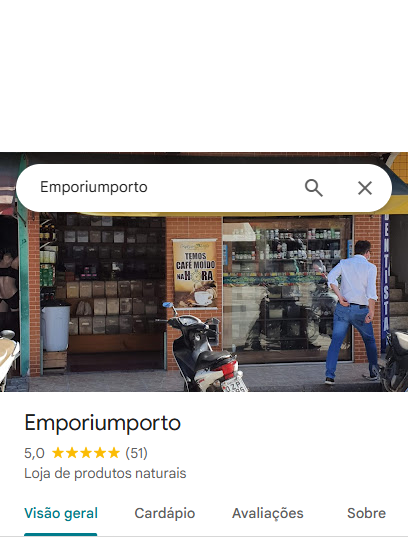 Emporiumporto
TEMOS
CAFÉ MOÍDO
NA HORA
DENTISTA
Emporiumporto
5,0 ★★★★★ (51)
Loja de produtos naturais
Visão geral Cardápio Avaliações Sobre